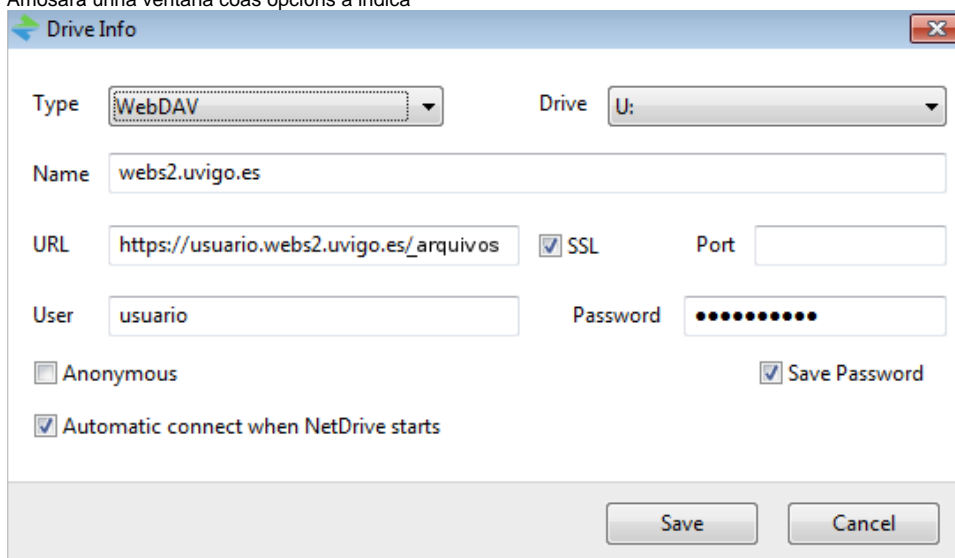 Amosará unha ventana coas opcións a indica
Drive Info
Type WebDAV Drive U:
Name webs2.uvigo.es
URL https://usuario.webs2.uvigo.es/_arquivos SSL Port
User usuario Password ●●●●●●●●●●
Anonymous Save Password
Automatic connect when NetDrive starts
Save Cancel